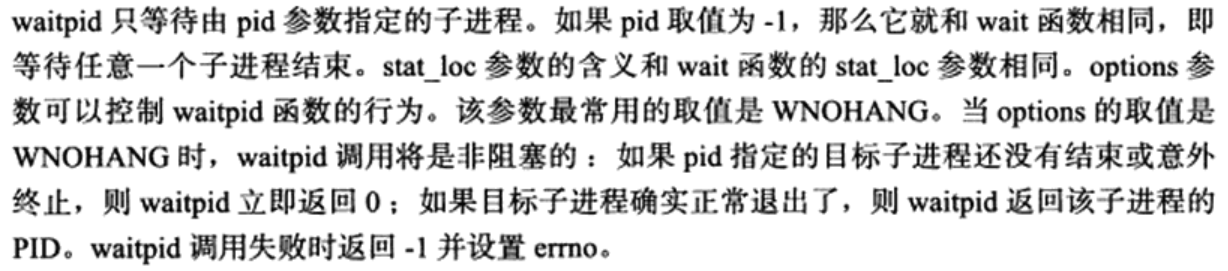 waitpid 只等待由 pid 参数指定的子进程。如果 pid 取值为 -1，那么它就和 wait 函数相同，即
等待任意一个子进程结束。stat_loc 参数的含义和 wait 函数的 stat_loc 参数相同。options 参
数可以控制 waitpid 函数的行为。该参数最常用的取值是 WNOHANG。当 options 的取值是
WNOHANG 时，waitpid 调用将是非阻塞的：如果 pid 指定的目标子进程还没有结束或意外
终止，则 waitpid 立即返回 0；如果目标子进程确实正常退出了，则 waitpid 返回该子进程的
PID。waitpid 调用失败时返回 -1 并设置 errno。